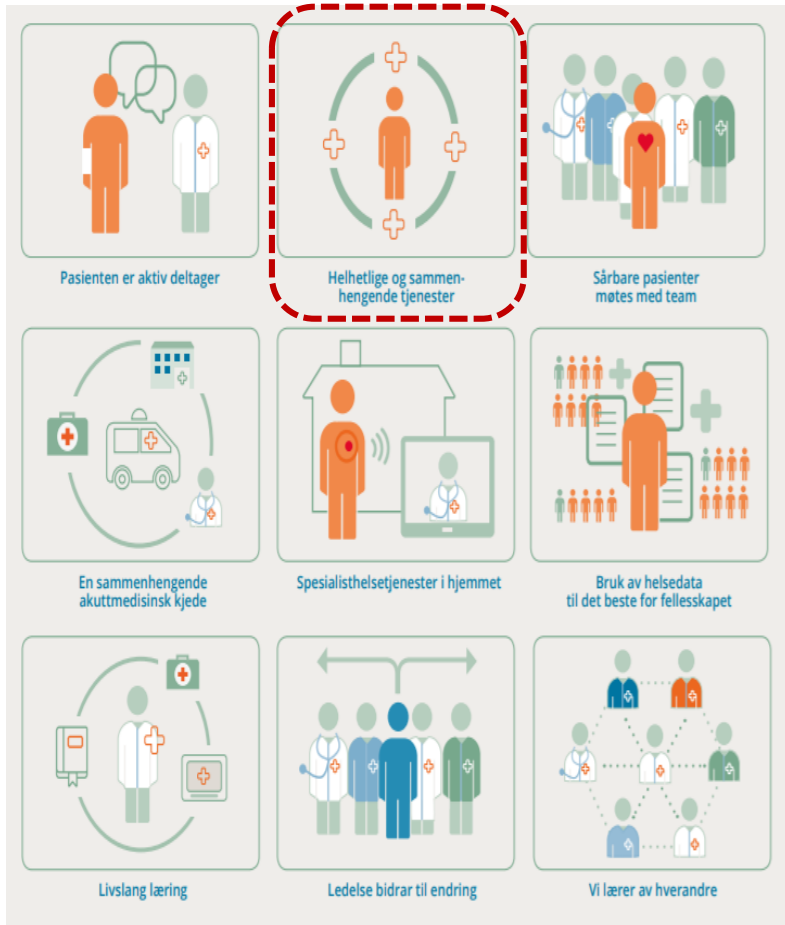 Pasienten er aktiv deltager
Helhetlige og sammen-
hengende tjenester
Sårbare pasienter
møtes med team
En sammenhengende
akuttmedisinsk kjede
Spesialisthelsetjenester i hjemmet
Bruk av helsedata
til det beste for fellesskapet
Livslang læring
Ledelse bidrar til endring
Vi lærer av hverandre